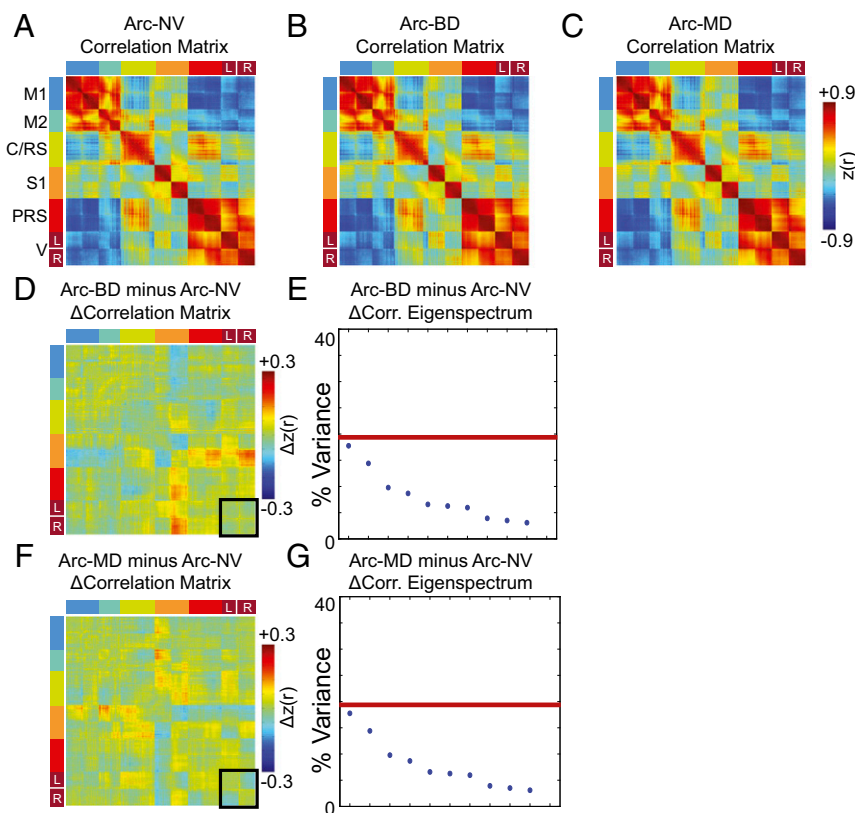 A
Arc-NV
Correlation Matrix
B
Arc-BD
Correlation Matrix
C
Arc-MD
Correlation Matrix
L
R
L
R
L
R
M1
M2
C/RS
S1
PRS
V
L
R
L
R
L
R
+0.9
z(r)
-0.9
D
Arc-BD minus Arc-NV
ΔCorrelation Matrix
L
R
L
R
+0.3
Δz(r)
-0.3
E
Arc-BD minus Arc-NV
ΔCorr. Eigenspectrum
40
% Variance
0
F
Arc-MD minus Arc-NV
ΔCorrelation Matrix
L
R
L
R
+0.3
Δz(r)
-0.3
G
Arc-MD minus Arc-NV
ΔCorr. Eigenspectrum
40
% Variance
0